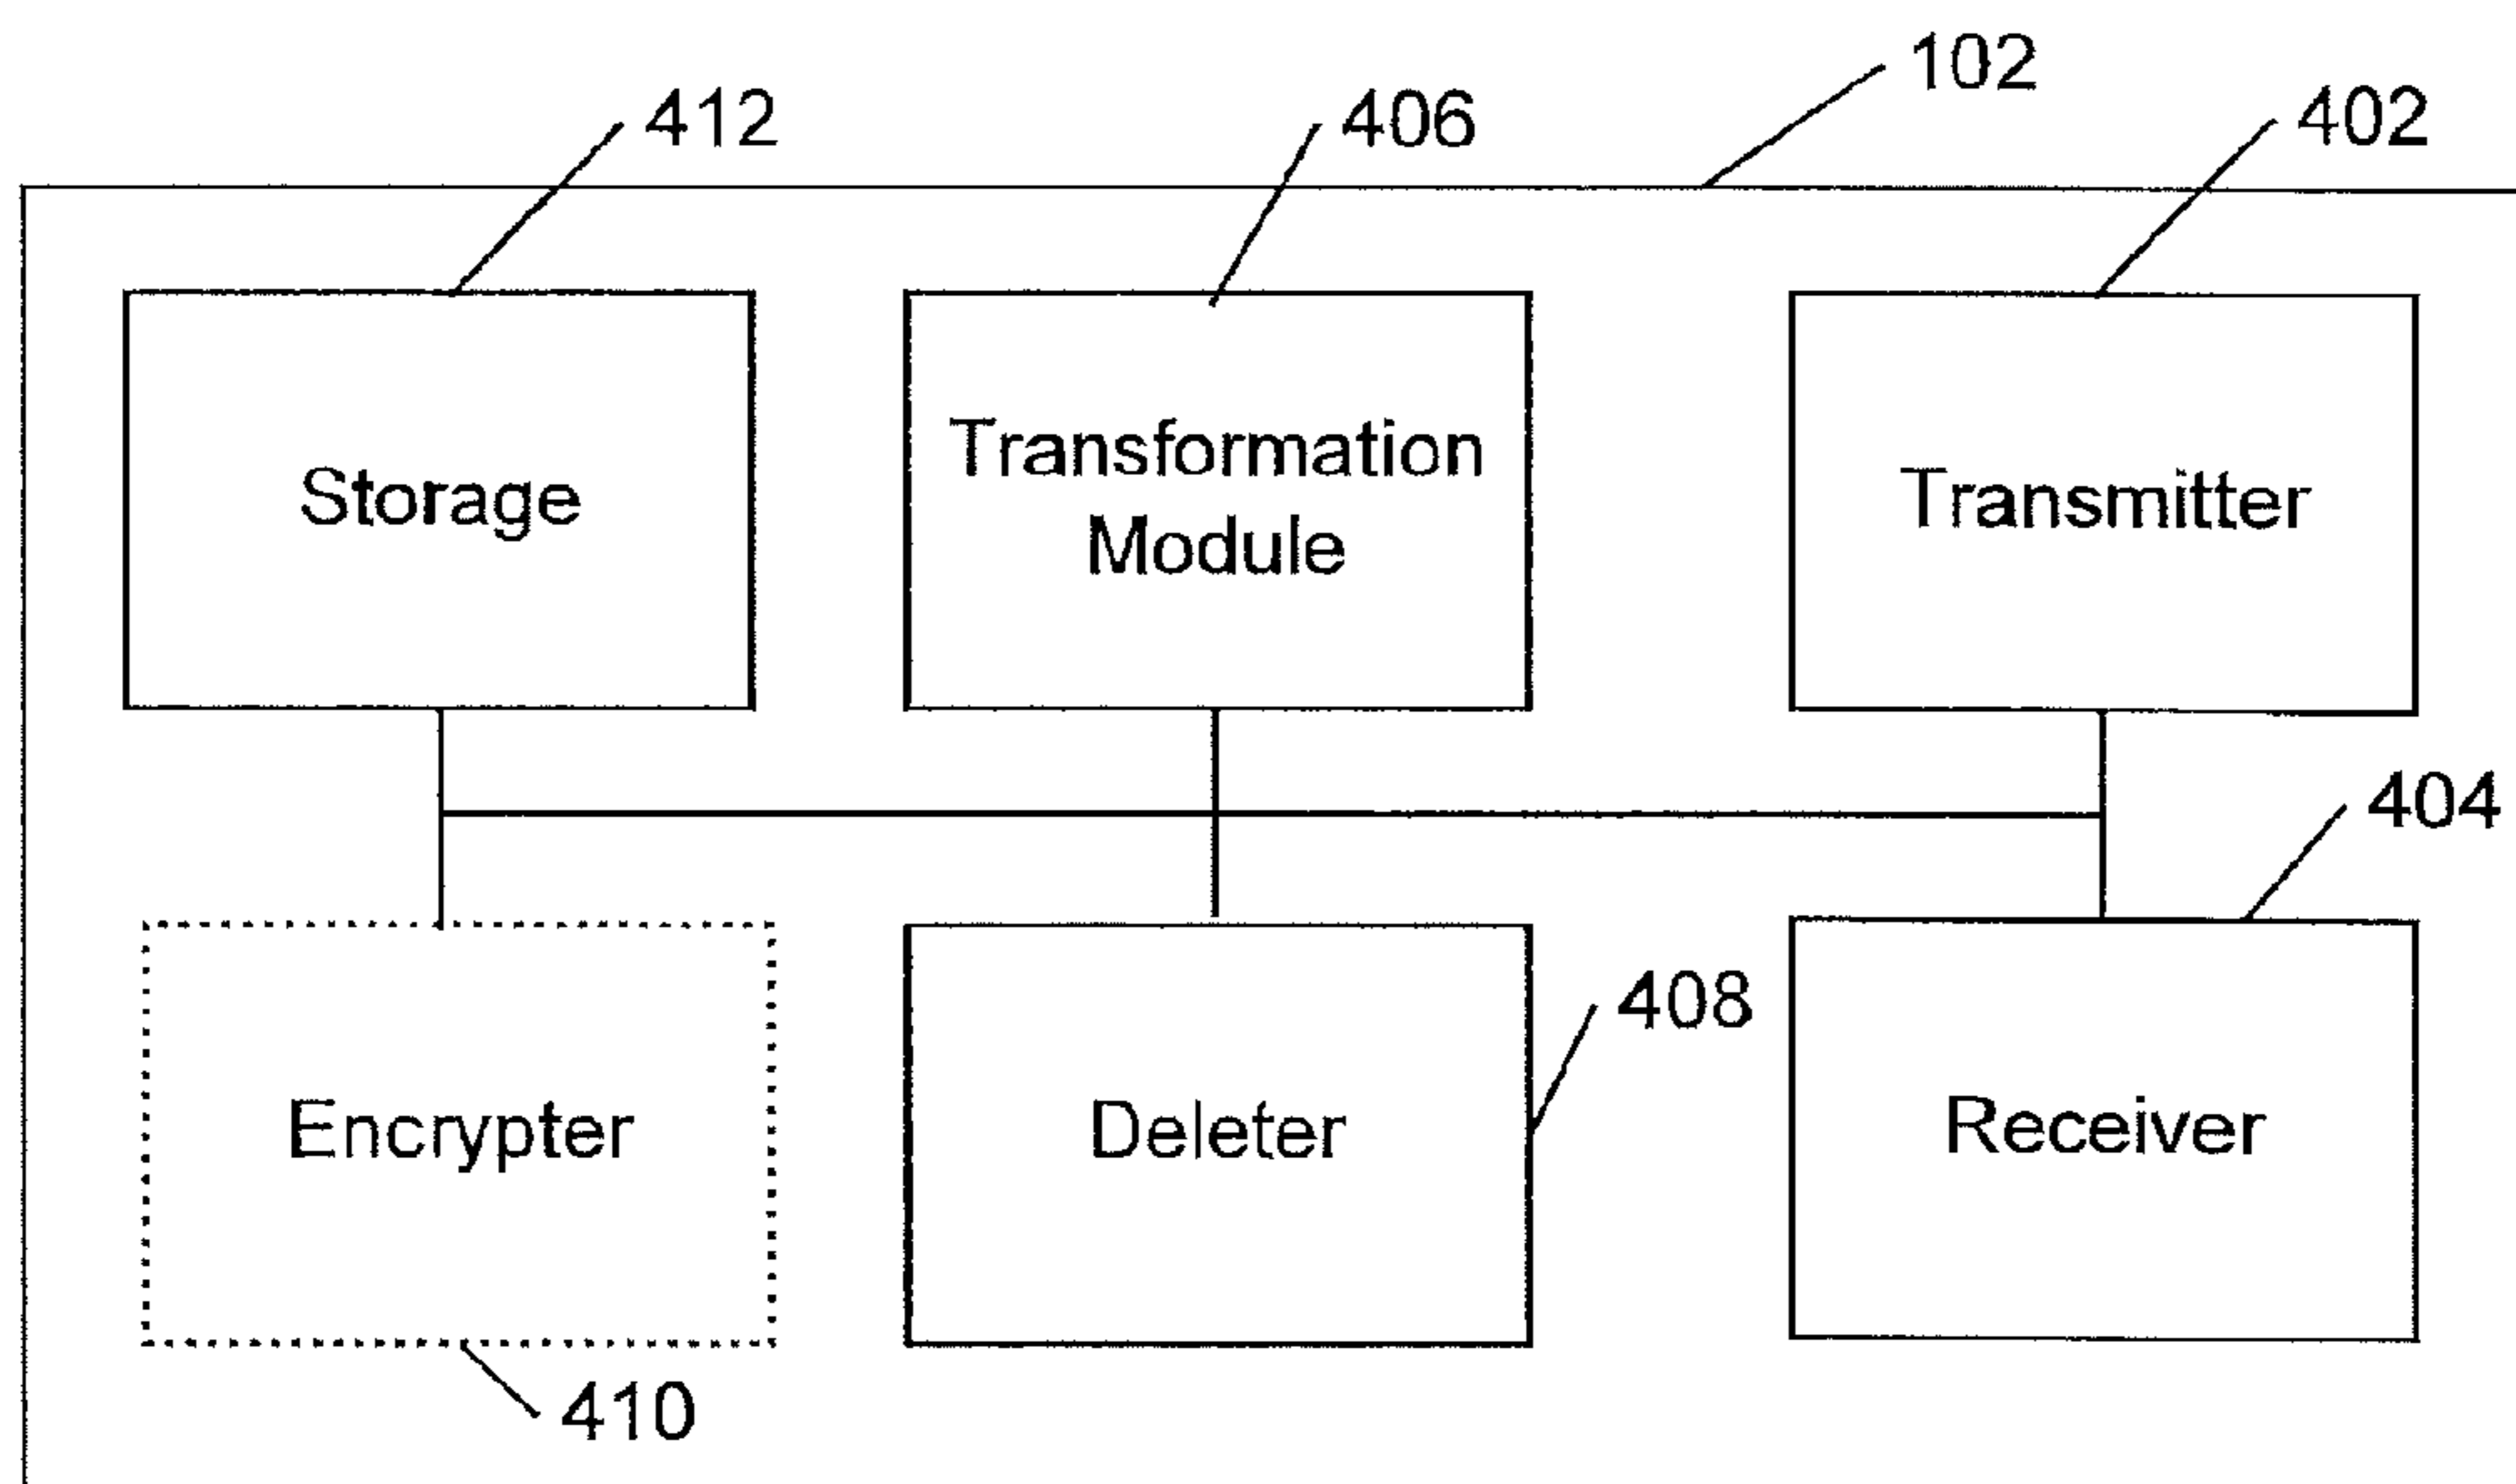 102
412
406
402
Storage
Transformation
Module
Transmitter
404
408
Encrypter
Deleter
Receiver
410